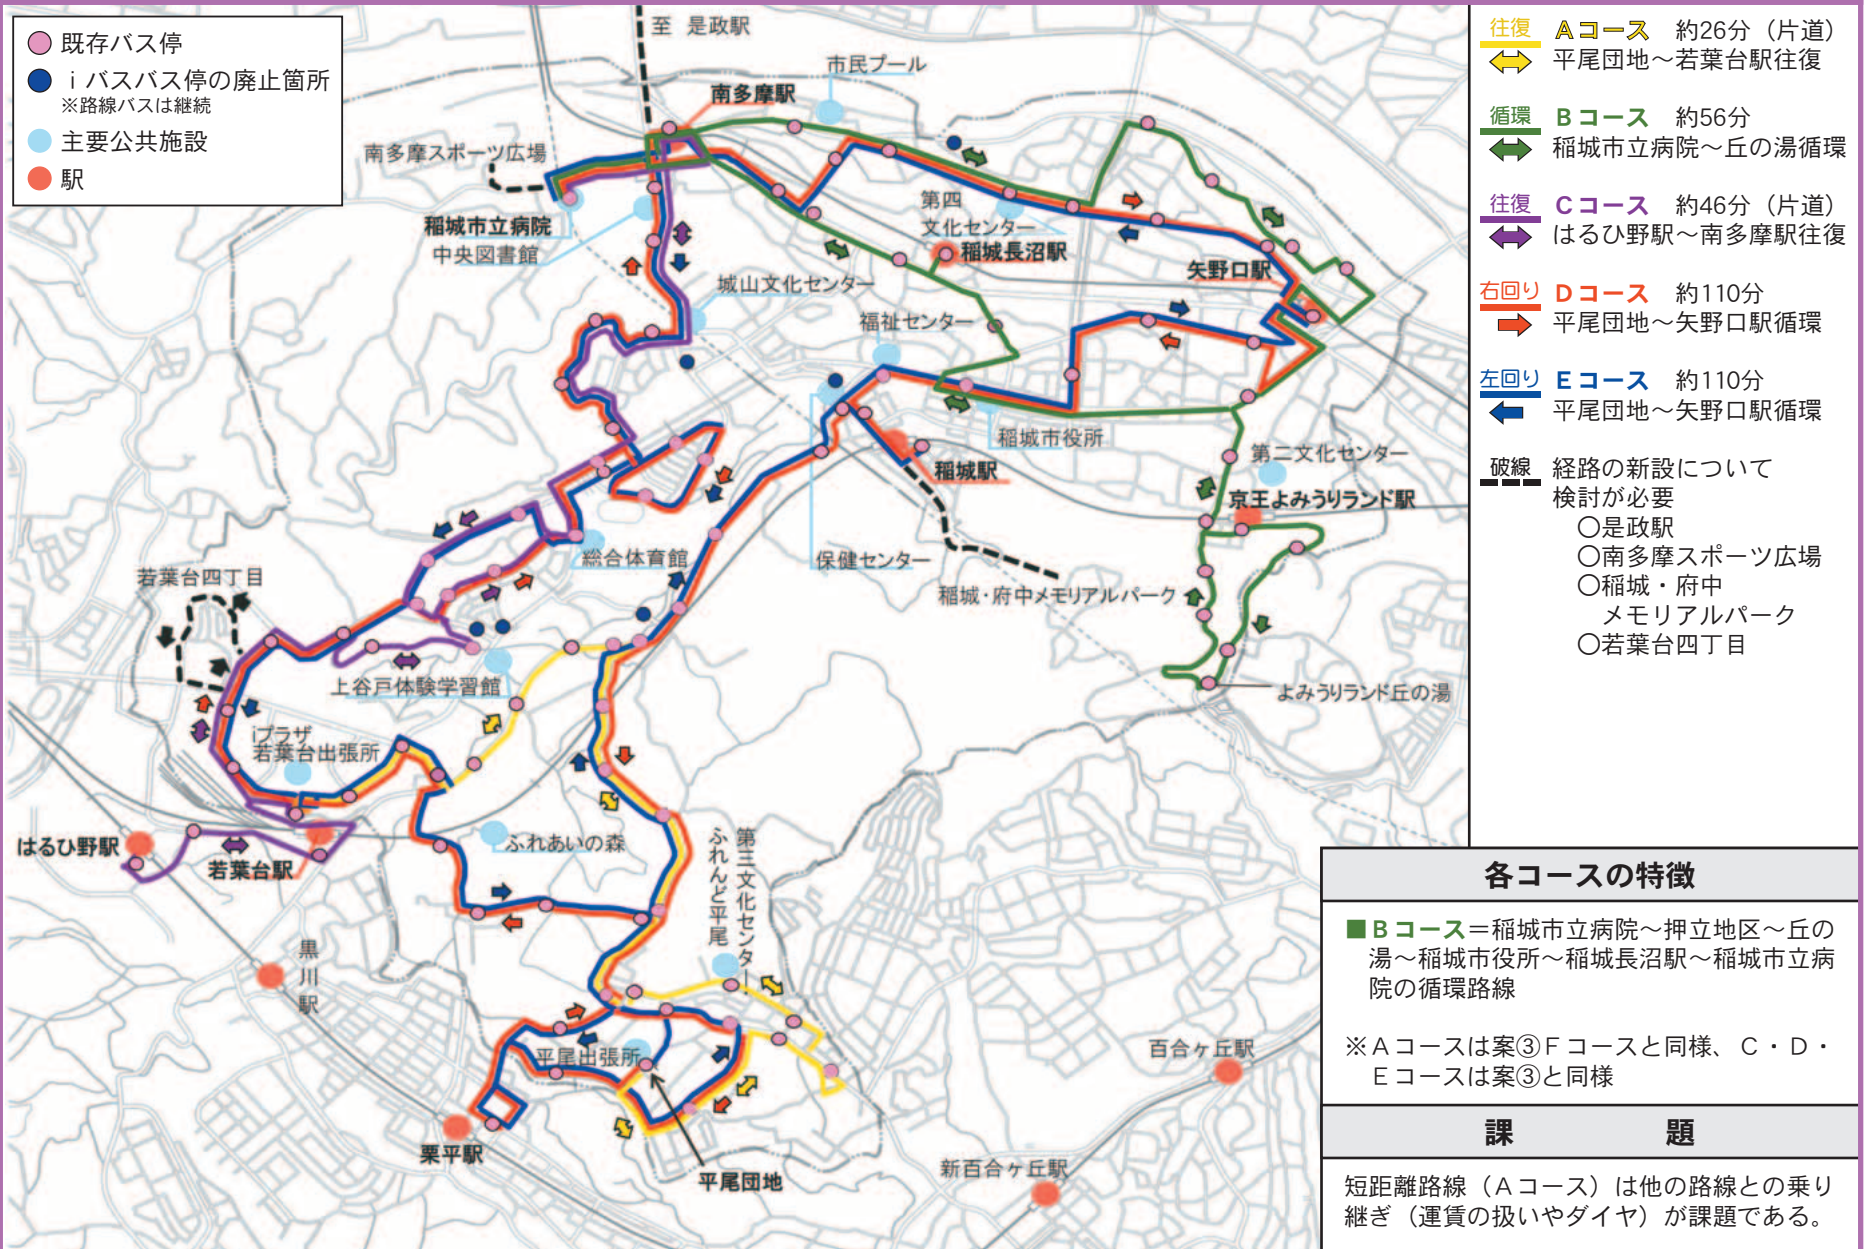 既存バス停
ｉバスバス停の廃止箇所
※路線バスは継続
主要公共施設
駅
至 是政駅
市民プール
南多摩駅
南多摩スポーツ広場
稲城市立病院
中央図書館
第四
文化センター
稲城長沼駅
矢野口駅
城山文化センター
福祉センター
稲城市役所
第二文化センター
稲城駅
京王よみうりランド駅
総合体育館
保健センター
稲城・府中メモリアルパーク
若葉台四丁目
上谷戸体験学習館
よみうりランド丘の湯
iプラザ
若葉台出張所
はるひ野駅
若葉台駅
ふれあいの森
第三文化センター
ふれんど平尾
黒川駅
平尾出張所
栗平駅
平尾団地
百合ヶ丘駅
新百合ヶ丘駅
往復 Ａコース 約26分（片道）
平尾団地～若葉台駅往復
循環 Ｂコース 約56分
稲城市立病院～丘の湯循環
往復 Ｃコース 約46分（片道）
はるひ野駅～南多摩駅往復
右回り Ｄコース 約110分
平尾団地～矢野口駅循環
左回り Ｅコース 約110分
平尾団地～矢野口駅循環
破線 経路の新設について
検討が必要
○是政駅
○南多摩スポーツ広場
○稲城・府中
メモリアルパーク
○若葉台四丁目
各コースの特徴
■Ｂコース＝稲城市立病院～押立地区～丘の
湯～稲城市役所～稲城長沼駅～稲城市立病
院の循環路線
※Ａコースは案③Ｆコースと同様、Ｃ・Ｄ・
Ｅコースは案③と同様
課 題
短距離路線（Ａコース）は他の路線との乗り
継ぎ（運賃の扱いやダイヤ）が課題である。